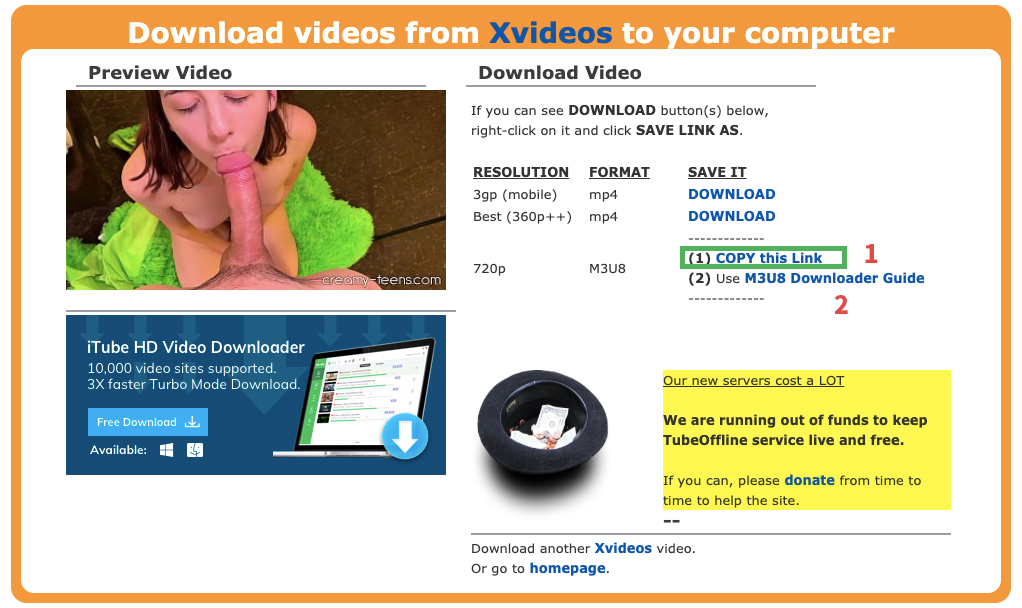 Download videos from Xvideos to your computer
Preview Video
Download Video
If you can see DOWNLOAD button(s) below,
right-click on it and click SAVE LINK AS.
RESOLUTION FORMAT SAVE IT
3gp (mobile) mp4 DOWNLOAD
Best (360p++) mp4 DOWNLOAD
-------------
720p M3U8 (1) COPY this Link 1
(2) Use M3U8 Downloader Guide
-------------
2
creamy-teens.com
iTube HD Video Downloader
10,000 video sites supported.
3X faster Turbo Mode Download.
Free Download
Available:
Our new servers cost a LOT
We are running out of funds to keep
TubeOffline service live and free.
If you can, please donate from time to
time to help the site.
--
Download another Xvideos video.
Or go to homepage.